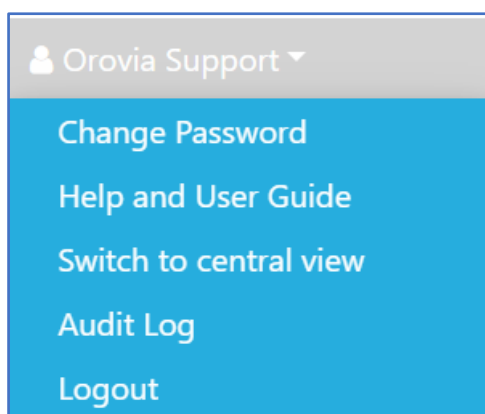 Orovia Support
Change Password
Help and User Guide
Switch to central view
Audit Log
Logout